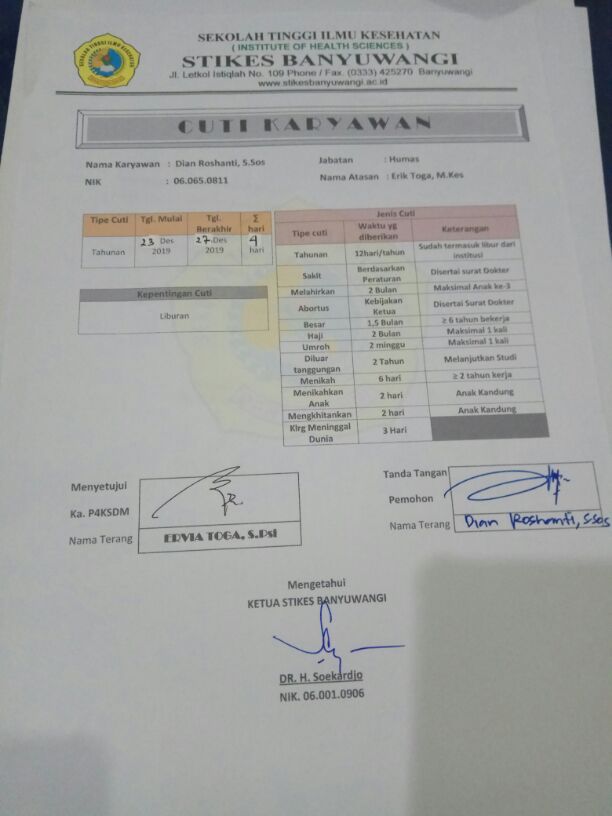 SEKOLAH TINGGI ILMU KESEHATAN
( INSTITUTE OF HEALTH SCIENCES )
STIKES BANYUWANGI
Jl. Letkol Istiqlah No. 109 Phone / Fax. (0333) 425270 Banyuwangi
www.stikesbanyuwangi.ac.id
CUTI KARYAWAN
Nama Karyawan : Dian Roshanti, S.Sos
Jabatan : Humas
NIK : 06.065.0811
Nama Atasan : Erik Toga, M.Kes
Tipe Cuti Tgl. Mulai Tgl. Berakhir Σ hari
Tahunan 23 Des 2019 27 Des 2019 4 hari
Kepentingan Cuti
Liburan
Jenis Cuti
Tipe cuti Waktu yg diberikan Keterangan
Tahunan 12hari/tahun Sudah termasuk libur dari institusi
Sakit Berdasarkan Peraturan Disertai surat Dokter
Melahirkan 2 Bulan Maksimal Anak ke-3
Abortus Kebijakan Ketua Disertai Surat Dokter
Besar 1,5 Bulan ≥ 6 tahun bekerja
Haji 2 Bulan Maksimal 1 kali
Umroh 2 minggu Maksimal 1 kali
Diluar tanggungan 2 Tahun Melanjutkan Studi
Menikah 6 hari ≥ 2 tahun kerja
Menikahkan Anak 2 hari Anak Kandung
Mengkhitankan 2 hari Anak Kandung
Klrg Meninggal Dunia 3 Hari
Menyetujui
Ka. P4KSDM
Nama Terang ERVIA TOGA, S.Psi
Tanda Tangan
Pemohon
Nama Terang Dian Roshanti, S.Sos
Mengetahui
KETUA STIKES BANYUWANGI
DR. H. Soekardjo
NIK. 06.001.0906